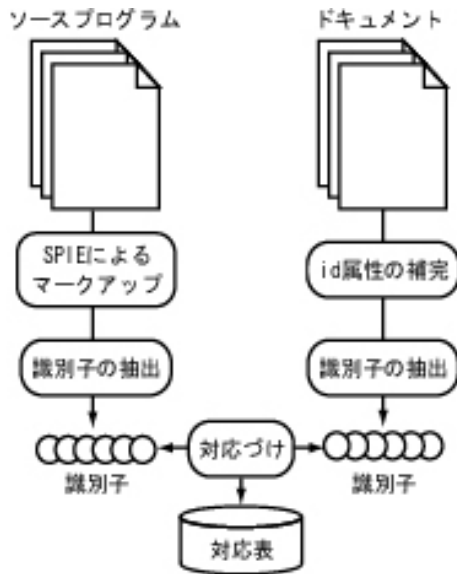 ソースプログラム
ドキュメント
SPIEによる
マークアップ
id属性の補完
識別子の抽出
識別子の抽出
識別子
対応づけ
識別子
対応表